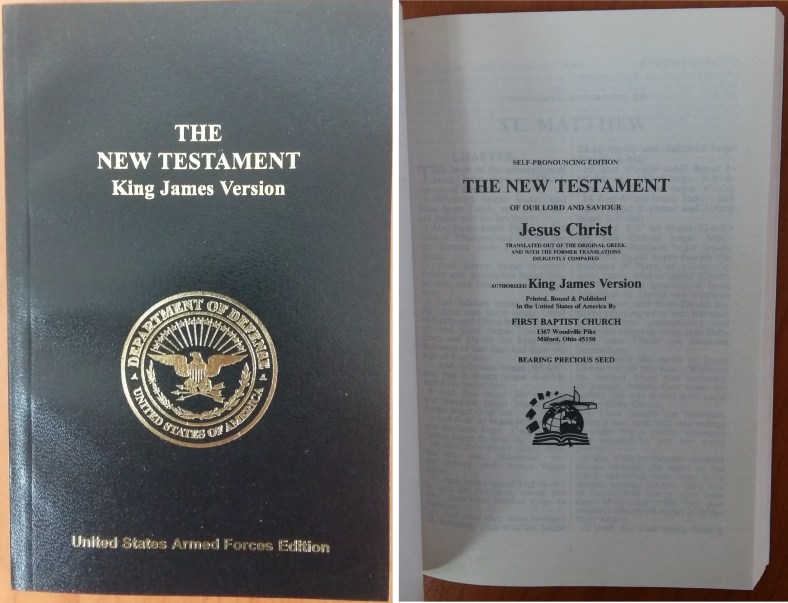 THE
NEW TESTAMENT
King James Version
DEPARTMENT OF DEFENSE
UNITED STATES OF AMERICA
United States Armed Forces Edition
ST. MATTHEW
SELF-PRONOUNCING EDITION
THE NEW TESTAMENT
OF OUR LORD AND SAVIOUR
Jesus Christ
TRANSLATED OUT OF THE ORIGINAL GREEK,
AND WITH THE FORMER TRANSLATIONS
DILIGENTLY COMPARED
AUTHORIZED King James Version
Printed, Bound & Published
In the United States of America By
FIRST BAPTIST CHURCH
1367 Woodville Pike
Milford, Ohio 45150
BEARING PRECIOUS SEED